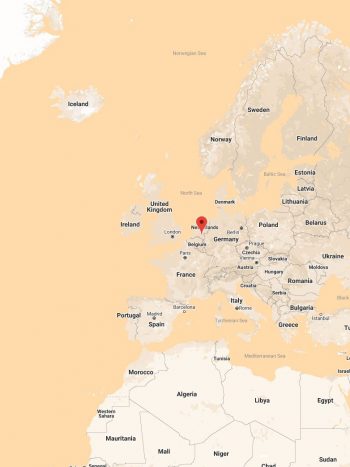 Norwegian Sea
Iceland
Sweden
Finland
Norway
Estonia
Baltic Sea
Latvia
North Sea
Denmark
Lithuania
United
Kingdom
Ireland
Belarus
Netherlands
Poland
London
Berlin
Belgium
Germany
Prague
Czechia
Ukraine
Paris
Slovakia
Vienna
Austria
Hungary
Moldova
France
Croatia
Romania
Serbia
Italy
Bulgaria
Barcelona
Rome
Istanbul
Portugal
Madrid
Spain
Tyrrhenian Sea
Greece
Tunisia
Mediterranean Sea
Morocco
Algeria
Libya
Egypt
Western
Sahara
Mauritania
Mali
Niger
Chad
Sudan